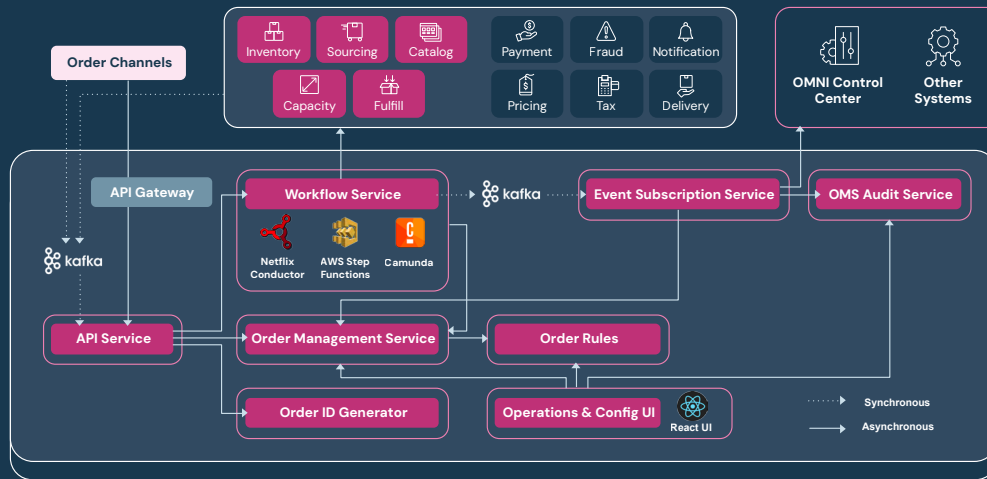 Order Channels
Inventory
Sourcing
Catalog
Capacity
Fulfill
Payment
Fraud
Notification
Pricing
Tax
Delivery
OMNI Control
Center
Other
Systems
API Gateway
kafka
API Service
Workflow Service
Netflix
Conductor
AWS Step
Functions
Camunda
kafka
Event Subscription Service
OMS Audit Service
Order Management Service
Order Rules
Order ID Generator
Operations & Config UI
React UI
Synchronous
Asynchronous